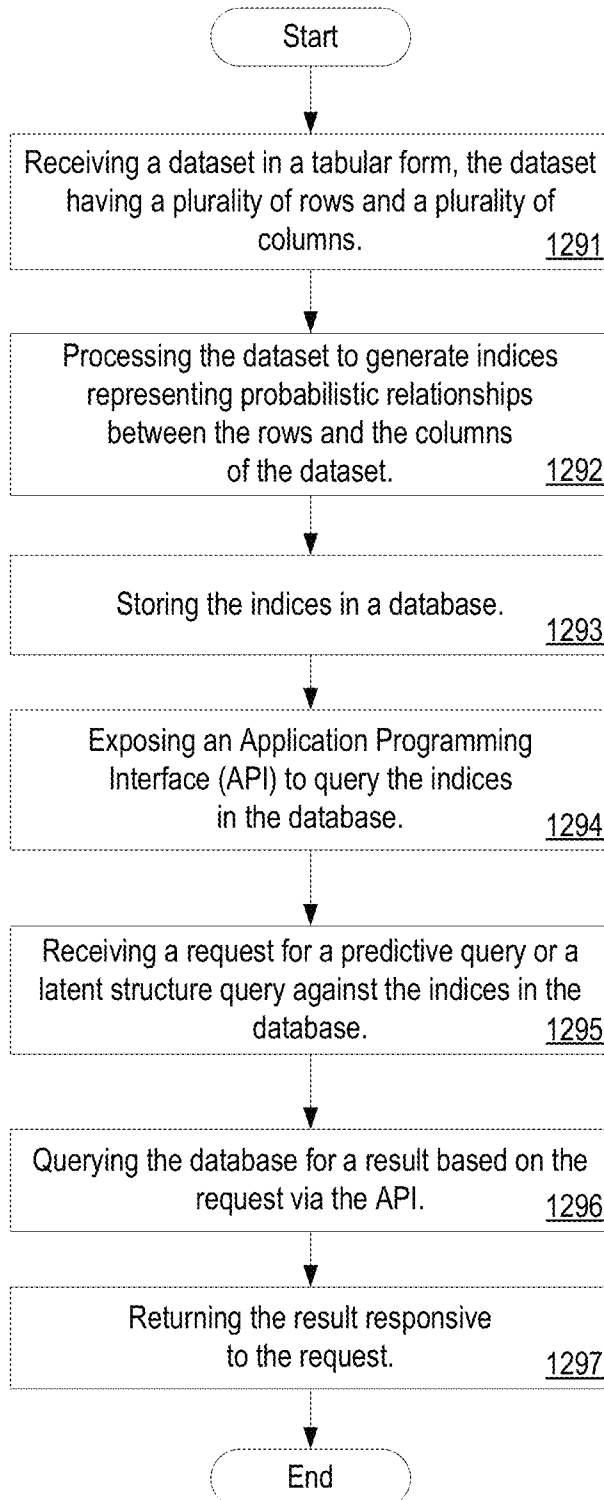 Start
Receiving a dataset in a tabular form, the dataset
having a plurality of rows and a plurality of
columns.
1291
Processing the dataset to generate indices
representing probabilistic relationships
between the rows and the columns
of the dataset.
1292
Storing the indices in a database.
1293
Exposing an Application Programming
Interface (API) to query the indices
in the database.
1294
Receiving a request for a predictive query or a
latent structure query against the indices in the
database.
1295
Querying the database for a result based on the
request via the API.
1296
Returning the result responsive
to the request.
1297
End